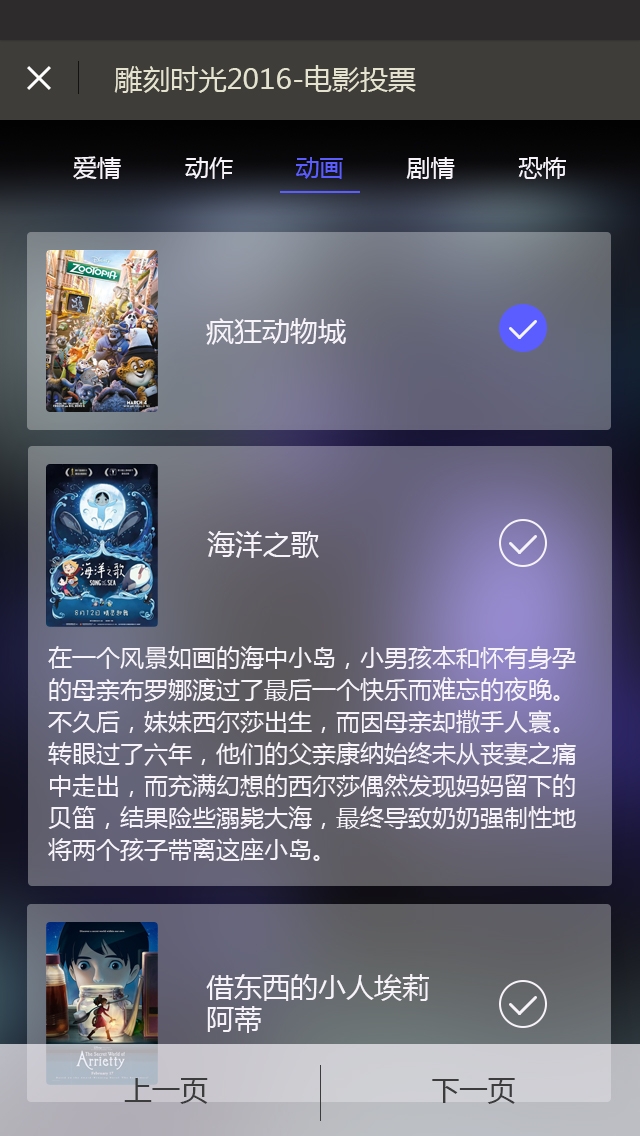 雕刻时光2016-电影投票
爱情 动作 动画 剧情 恐怖
ZOOTOPIA
MARCH 4
疯狂动物城
海洋之歌
SONG OF THE SEA
8月12日
海洋之歌
在一个风景如画的海中小岛，小男孩本和怀有身孕
的母亲布罗娜渡过了最后一个快乐而难忘的夜晚。
不久后，妹妹西尔莎出生，而因母亲却撒手人寰。
转眼过了六年，他们的父亲康纳始终未从丧妻之痛
中走出，而充满幻想的西尔莎偶然发现妈妈留下的
贝笛，结果险些溺毙大海，最终导致奶奶强制性地
将两个孩子带离这座小岛。
The Secret World of
Arrietty
借东西的小人埃莉
阿蒂
上一页 下一页